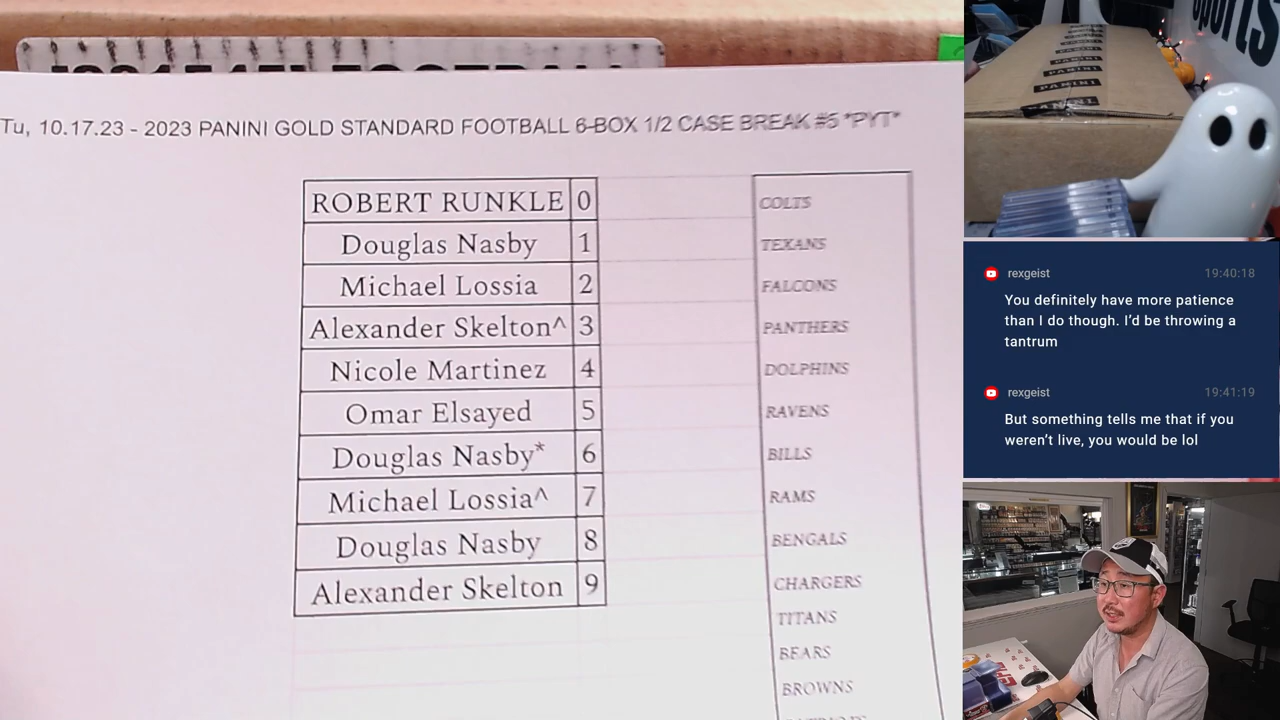 Tu, 10.17.23 - 2023 PANINI GOLD STANDARD FOOTBALL 6-BOX 1/2 CASE BREAK #5 *PYT*
ROBERT RUNKLE 0
Douglas Nasby 1
Michael Lossia 2
Alexander Skelton^ 3
Nicole Martinez 4
Omar Elsayed 5
Douglas Nasby* 6
Michael Lossia^ 7
Douglas Nasby 8
Alexander Skelton 9
COLTS
TEXANS
FALCONS
PANTHERS
DOLPHINS
RAVENS
BILLS
RAMS
BENGALS
CHARGERS
TITANS
BEARS
BROWNS
sports
PANINI
PANINI
PANINI
rexgeist 19:40:18
You definitely have more patience
than I do though. I'd be throwing a
tantrum
rexgeist 19:41:19
But something tells me that if you
weren't live, you would be lol